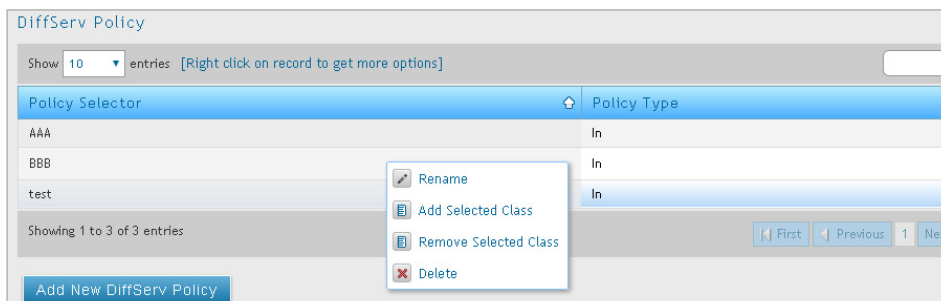 DiffServ Policy
Show 10 entries [Right click on record to get more options]
Policy Selector Policy Type
AAA In
BBB In
test In
Rename
Add Selected Class
Remove Selected Class
Delete
Showing 1 to 3 of 3 entries First Previous 1 Ne
Add New DiffServ Policy